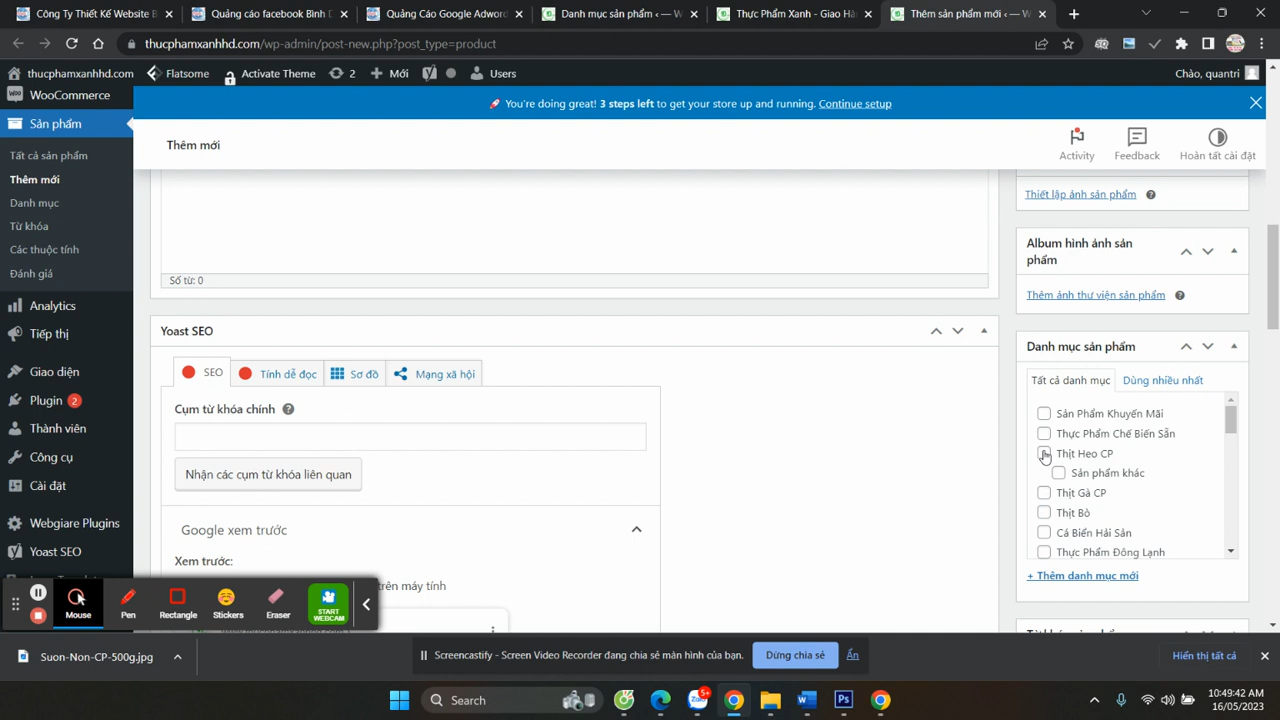 Công Ty Thiết Kế Website B
Quảng cáo facebook Bình D
Quảng Cáo Google Adword
Danh mục sản phẩm ‹ — W
Thực Phẩm Xanh - Giao Hà
Thêm sản phẩm mới ‹ — W
thucphamxanhhd.com/wp-admin/post-new.php?post_type=product
thucphamxanhhd.com
Flatsome
Activate Theme
2
Mới
Users
Chào, quantri
WooCommerce
🚀 You're doing great! 3 steps left to get your store up and running. Continue setup
Sản phẩm
Thêm mới
Activity
Feedback
Hoàn tất cài đặt
Tất cả sản phẩm
Thêm mới
Danh mục
Từ khóa
Các thuộc tính
Đánh giá
Analytics
Tiếp thị
Giao diện
Plugin 2
Thành viên
Công cụ
Cài đặt
Webgiare Plugins
Yoast SEO
Số từ: 0
Yoast SEO
SEO
Tính dễ đọc
Sơ đồ
Mạng xã hội
Cụm từ khóa chính
Nhận các cụm từ khóa liên quan
Google xem trước
Xem trước:
trên máy tính
Thiết lập ảnh sản phẩm
Album hình ảnh sản
phẩm
Thêm ảnh thư viện sản phẩm
Danh mục sản phẩm
Tất cả danh mục
Dùng nhiều nhất
Sản Phẩm Khuyến Mãi
Thực Phẩm Chế Biến Sẵn
Thịt Heo CP
Sản phẩm khác
Thịt Gà CP
Thịt Bò
Cá Biển Hải Sản
Thực Phẩm Đông Lạnh
+ Thêm danh mục mới
Mouse
Pen
Rectangle
Stickers
Eraser
START
WEBCAM
Suon-Non-CP-500g.jpg
Screencastify - Screen Video Recorder đang chia sẻ màn hình của bạn.
Dừng chia sẻ
Ẩn
Hiển thị tất cả
Search
Zalo
5+
10:49:42 AM
16/05/2023